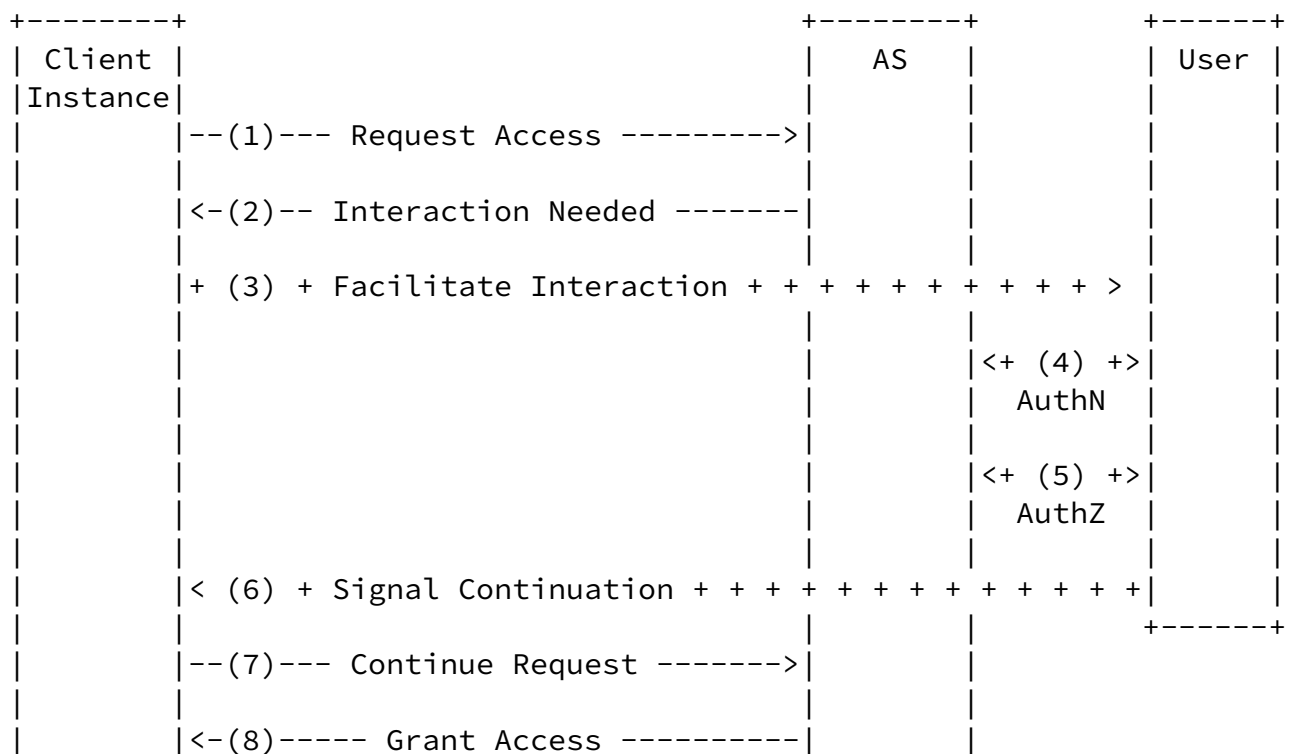 +--------+                                  +--------+         +------+
| Client |                                  |   AS   |         | User |
|Instance|                                  |        |         |      |
|        |--(1)--- Request Access --------->|        |         |      |
|        |                                  |        |         |      |
|        |<-(2)-- Interaction Needed -------|        |         |      |
|        |                                  |        |         |      |
|        |+ (3) + Facilitate Interaction + + + + + + + + + + > |      |
|        |                                  |        |         |      |
|        |                                  |        |<+ (4) +>|      |
|        |                                  |        |  AuthN  |      |
|        |                                  |        |         |      |
|        |                                  |        |<+ (5) +>|      |
|        |                                  |        |  AuthZ  |      |
|        |                                  |        |         |      |
|        |< (6) + Signal Continuation + + + + + + + + + + + + +|      |
|        |                                  |        |         +------+
|        |--(7)--- Continue Request ------->|        |
|        |                                  |        |
|        |<-(8)----- Grant Access ----------|        |